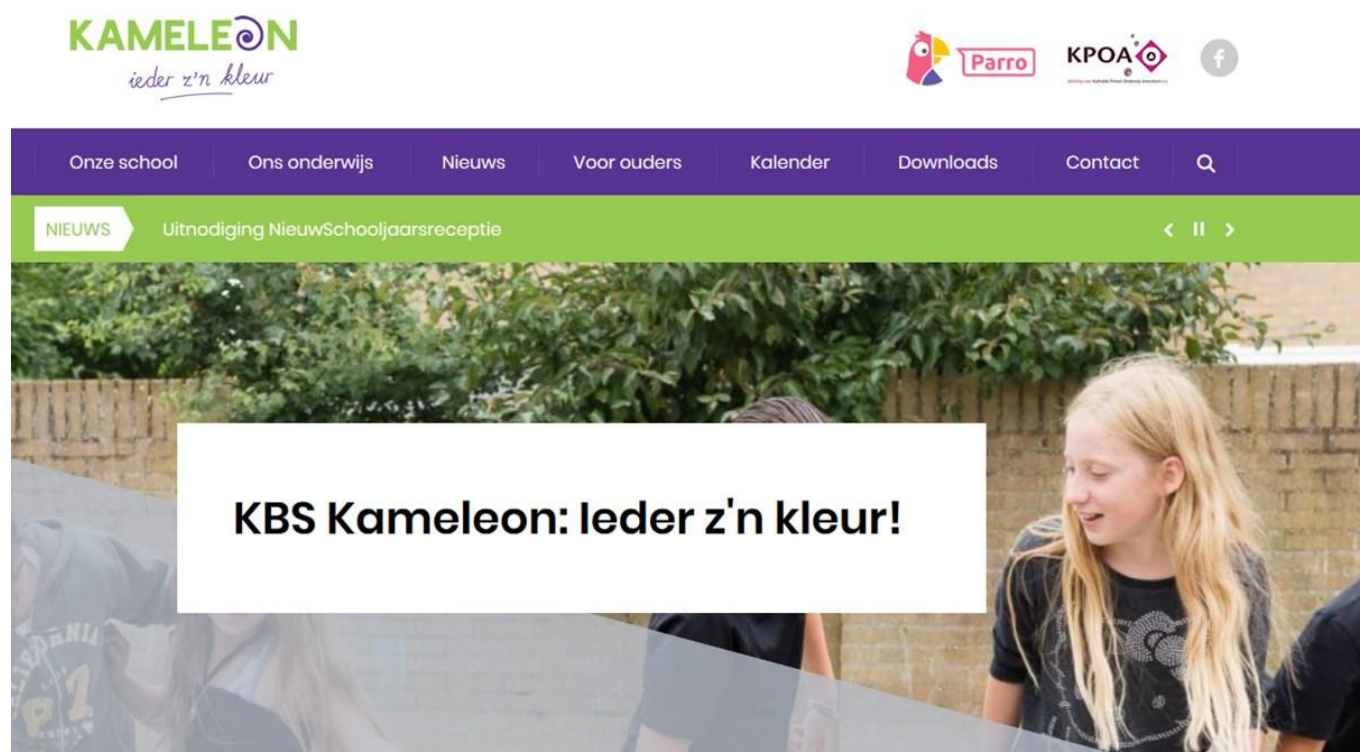 KAMELEON
ieder z'n kleur
Parro
KPOA
Onze school Ons onderwijs Nieuws Voor ouders Kalender Downloads Contact
NIEUWS Uitnodiging NieuwSchooljaarsreceptie
KBS Kameleon: Ieder z'n kleur!